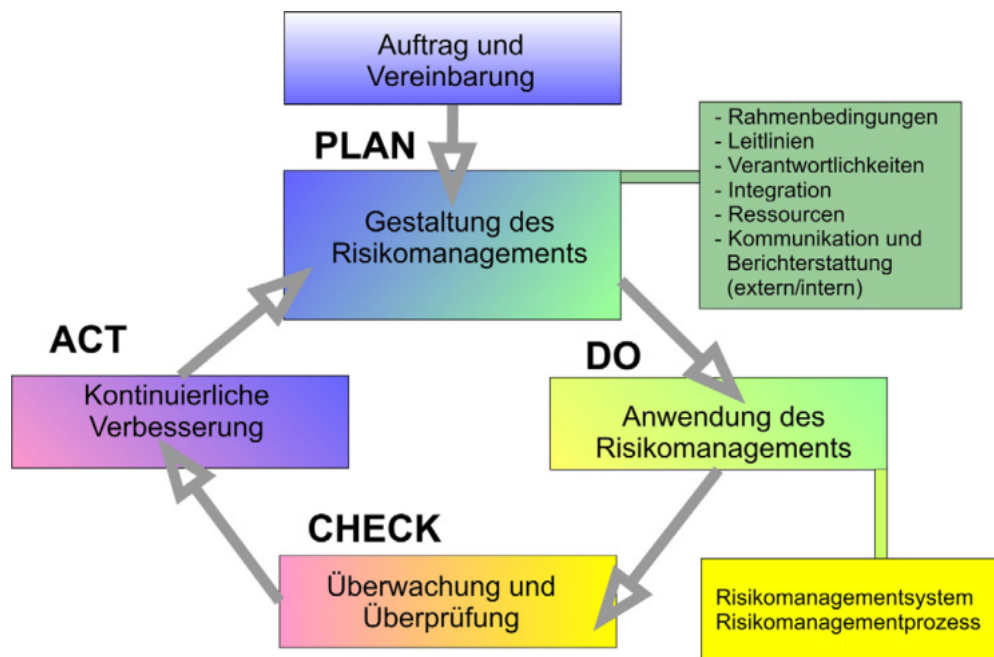 Auftrag und
Vereinbarung
PLAN
Gestaltung des
Risikomanagements
- Rahmenbedingungen
- Leitlinien
- Verantwortlichkeiten
- Integration
- Ressourcen
- Kommunikation und
Berichterstattung
(extern/intern)
ACT
Kontinuierliche
Verbesserung
DO
Anwendung des
Risikomanagements
CHECK
Überwachung und
Überprüfung
Risikomanagementsystem
Risikomanagementprozess